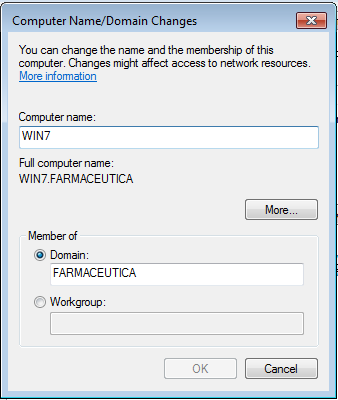 Computer Name/Domain Changes
You can change the name and the membership of this
computer. Changes might affect access to network resources.
More information
Computer name:
WIN7
Full computer name:
WIN7.FARMACEUTICA
More...
Member of
Domain:
FARMACEUTICA
Workgroup:
OK
Cancel